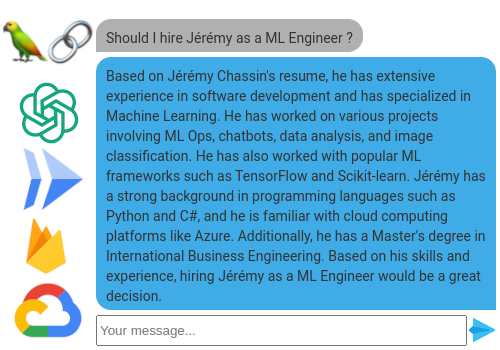 Should I hire Jérémy as a ML Engineer ?
Based on Jérémy Chassin's resume, he has extensive
experience in software development and has specialized in
Machine Learning. He has worked on various projects
involving ML Ops, chatbots, data analysis, and image
classification. He has also worked with popular ML
frameworks such as TensorFlow and Scikit-learn. Jérémy has
a strong background in programming languages such as
Python and C#, and he is familiar with cloud computing
platforms like Azure. Additionally, he has a Master's degree in
International Business Engineering. Based on his skills and
experience, hiring Jérémy as a ML Engineer would be a great
decision.
Your message...